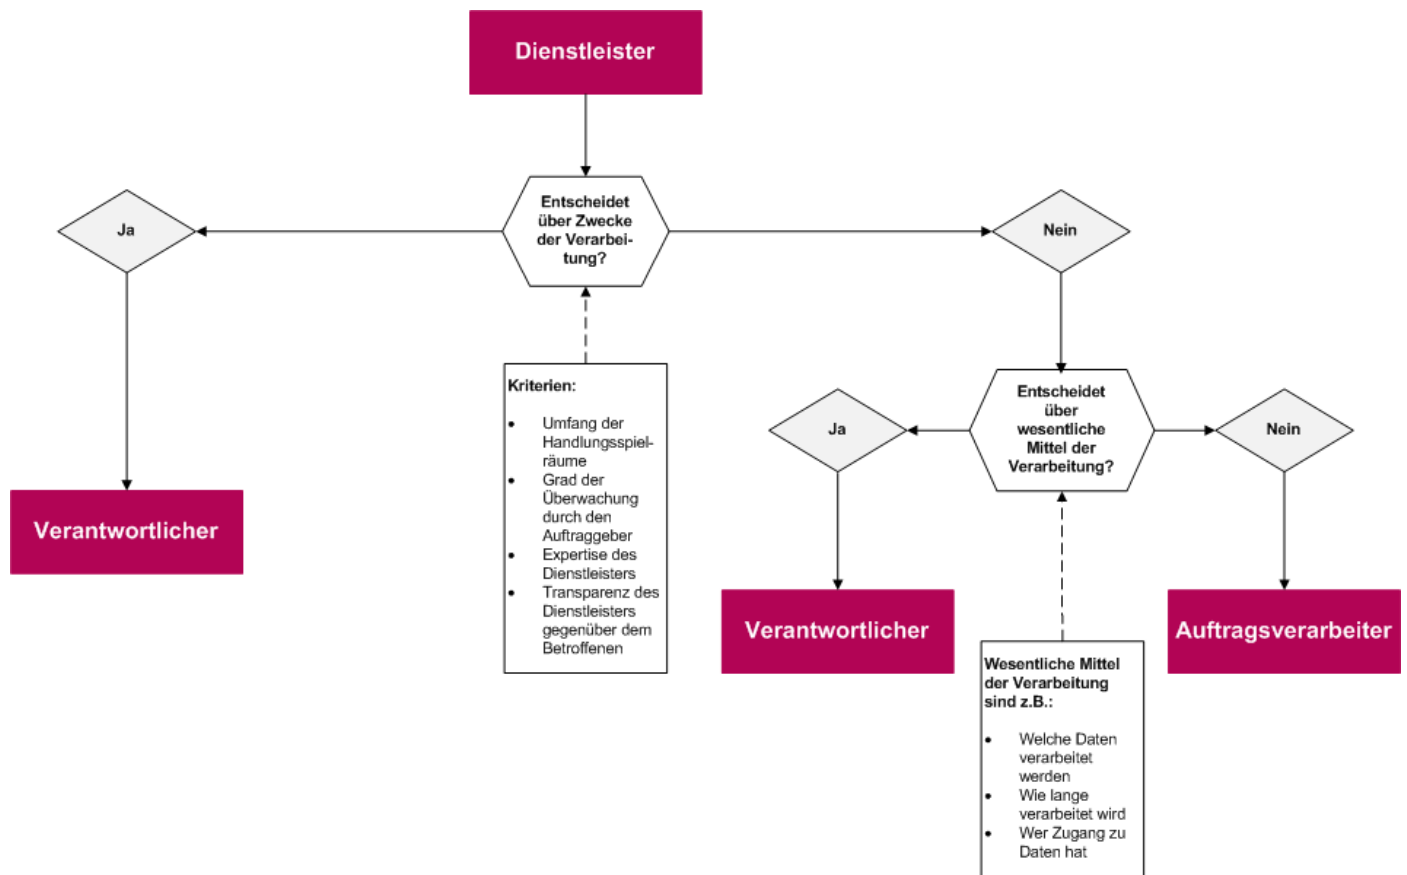 Dienstleister
Entscheidet
über Zwecke
der Verarbei-
tung?
Ja
Nein
Kriterien:
• Umfang der
Handlungsspiel-
räume
• Grad der
Überwachung
durch den
Auftraggeber
• Expertise des
Dienstleisters
• Transparenz des
Dienstleisters
gegenüber dem
Betroffenen
Entscheidet
über
wesentliche
Mittel der
Verarbeitung?
Ja
Nein
Verantwortlicher
Verantwortlicher
Auftragsverarbeiter
Wesentliche Mittel
der Verarbeitung
sind z.B.:
• Welche Daten
verarbeitet
werden
• Wie lange
verarbeitet wird
• Wer Zugang zu
Daten hat